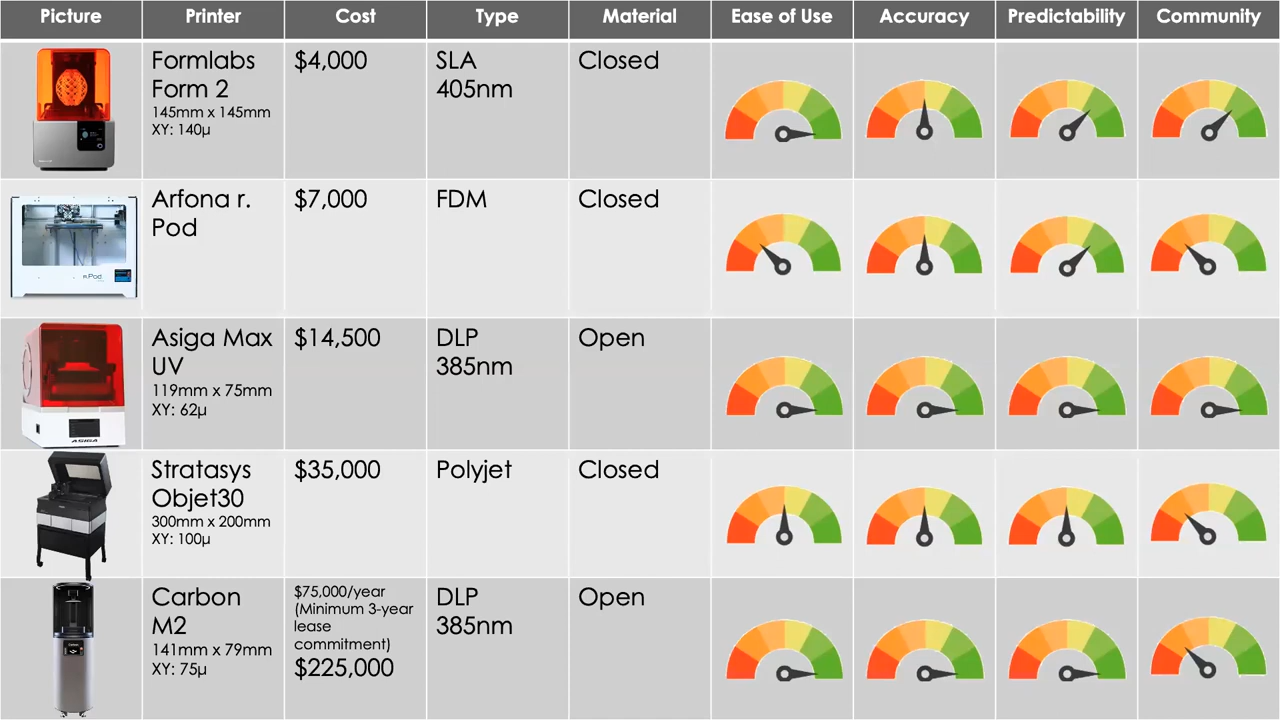 Picture
Printer
Cost
Type
Material
Ease of Use
Accuracy
Predictability
Community
Formlabs
Form 2
145mm x 145mm
XY: 140µ
$4,000
SLA
405nm
Closed
r.Pod
Arfona r.
Pod
$7,000
FDM
Closed
ASIGA
Asiga Max
UV
119mm x 75mm
XY: 62µ
$14,500
DLP
385nm
Open
Stratasys
Objet30
300mm x 200mm
XY: 100µ
$35,000
Polyjet
Closed
Carbon
M2
141mm x 79mm
XY: 75µ
$75,000/year
(Minimum 3-year
lease
commitment)
$225,000
DLP
385nm
Open